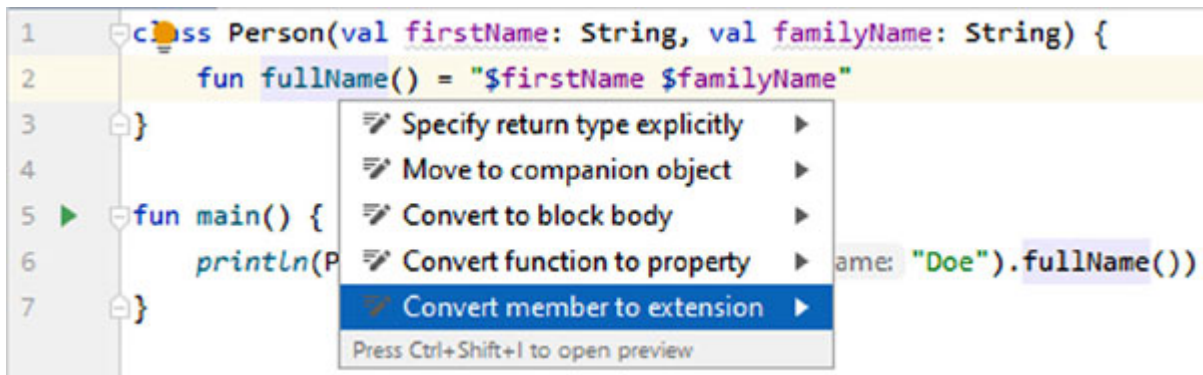 1 class Person(val firstName: String, val familyName: String) {
2 fun fullName() = "$firstName $familyName"
3 }
Specify return type explicitly
4
Move to companion object
5 fun main() {
Convert to block body
6 println(P
Convert function to property
ame: "Doe").fullName())
7 }
Convert member to extension
Press Ctrl+Shift+I to open preview